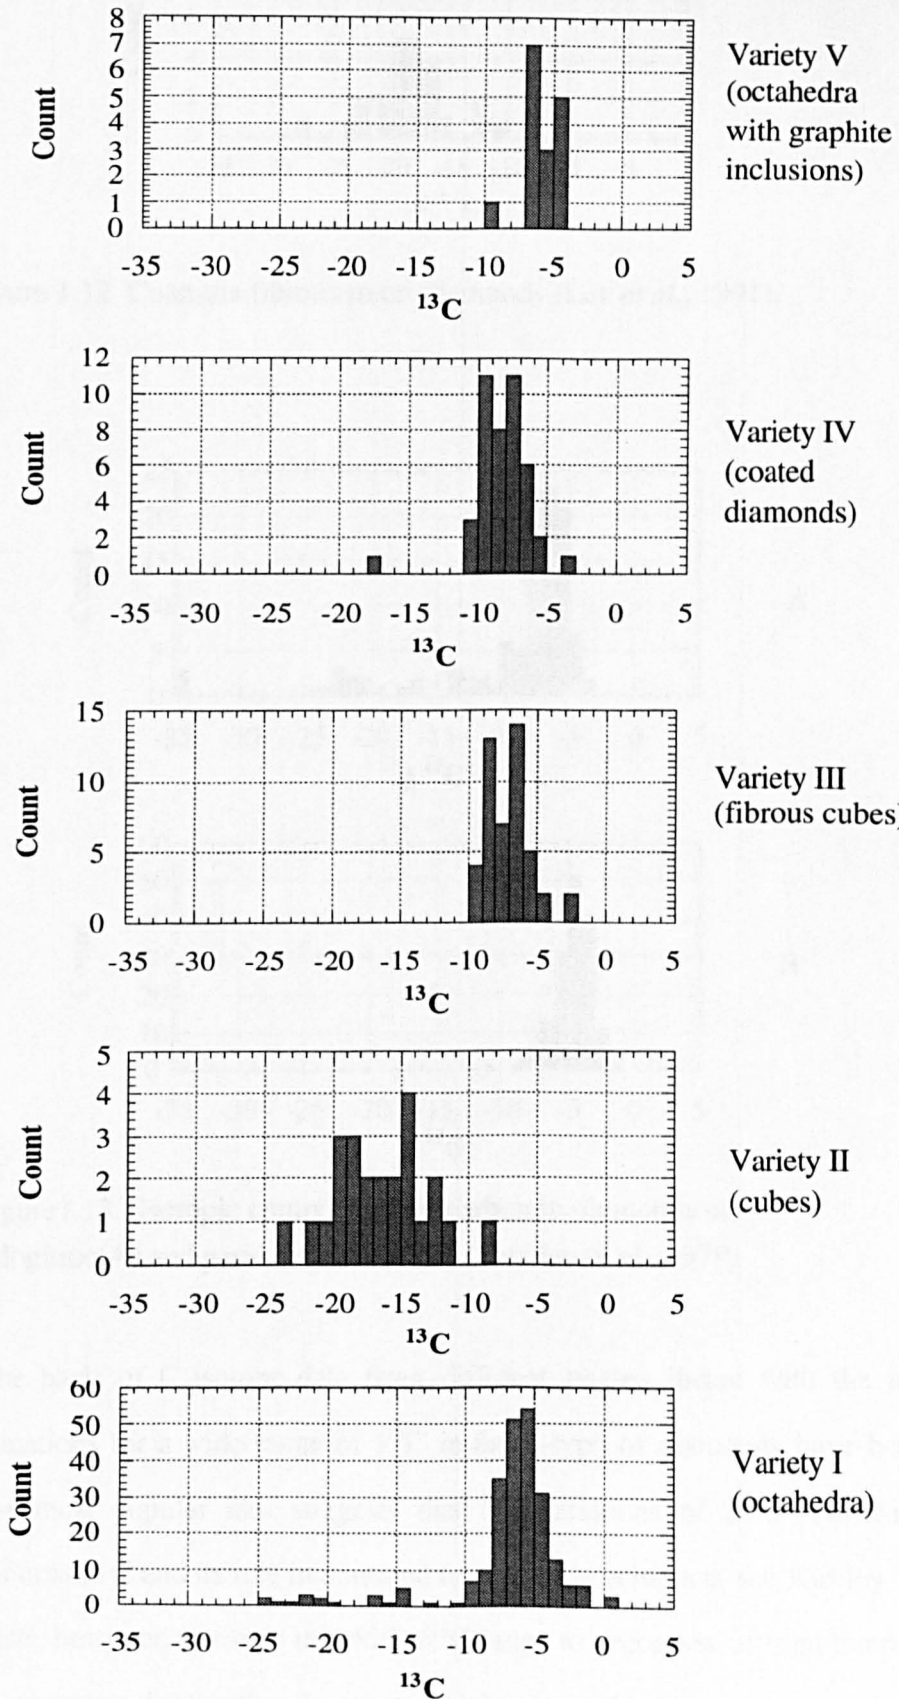 8
7
6
5
4
3
2
1
0
Count
-35 -30 -25 -20 -15 -10 -5 0 5
13C
Variety V
(octahedra
with graphite
inclusions)
12
10
8
6
4
2
0
Count
-35 -30 -25 -20 -15 -10 -5 0 5
13C
Variety IV
(coated
diamonds)
15
10
5
0
Count
-35 -30 -25 -20 -15 -10 -5 0 5
13C
Variety III
(fibrous cubes)
5
4
3
2
1
0
Count
-35 -30 -25 -20 -15 -10 -5 0 5
13C
Variety II
(cubes)
60
50
40
30
20
10
0
Count
-35 -30 -25 -20 -15 -10 -5 0 5
13C
Variety I
(octahedra)